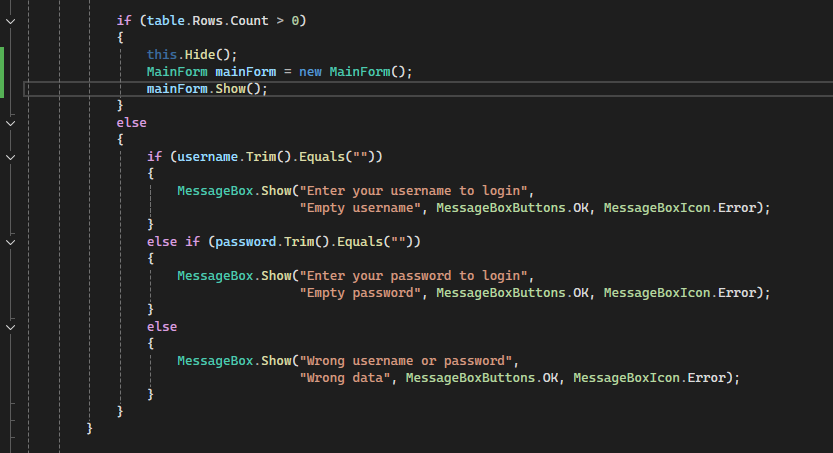 if (table.Rows.Count > 0)
{
this.Hide();
MainForm mainForm = new MainForm();
mainForm.Show();
}
else
{
if (username.Trim().Equals(""))
{
MessageBox.Show("Enter your username to login",
"Empty username", MessageBoxButtons.OK, MessageBoxIcon.Error);
}
else if (password.Trim().Equals(""))
{
MessageBox.Show("Enter your password to login",
"Empty password", MessageBoxButtons.OK, MessageBoxIcon.Error);
}
else
{
MessageBox.Show("Wrong username or password",
"Wrong data", MessageBoxButtons.OK, MessageBoxIcon.Error);
}
}
}